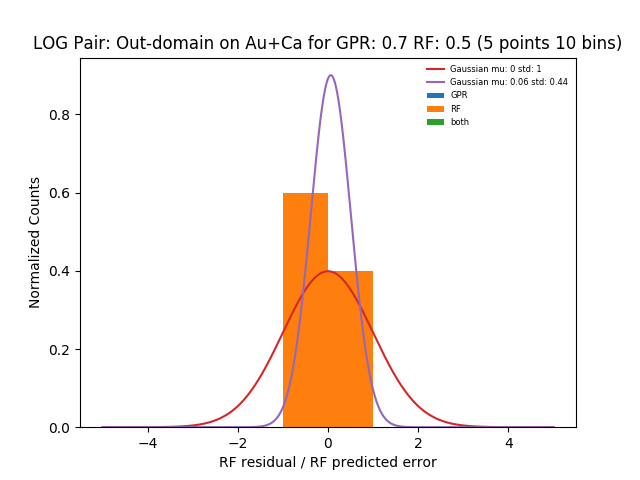 LOG Pair: Out-domain on Au+Ca for GPR: 0.7 RF: 0.5 (5 points 10 bins)
Gaussian mu: 0 std: 1
Gaussian mu: 0.06 std: 0.44
GPR
RF
both
Normalized Counts
0.8
0.6
0.4
0.2
0.0
−4 −2 0 2 4
RF residual / RF predicted error